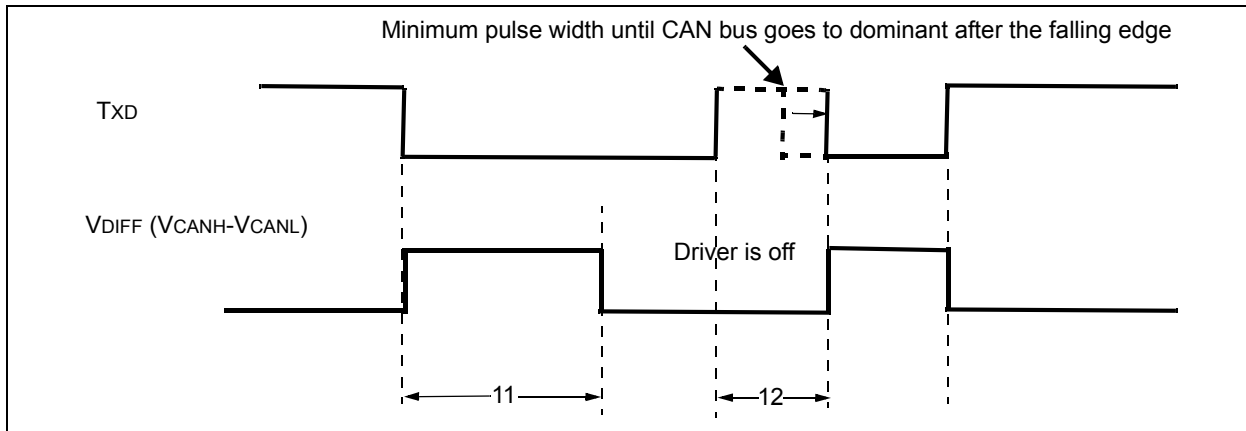 Minimum pulse width until CAN bus goes to dominant after the falling edge
TXD
VDIFF (VCANH-VCANL)
Driver is off
11
12